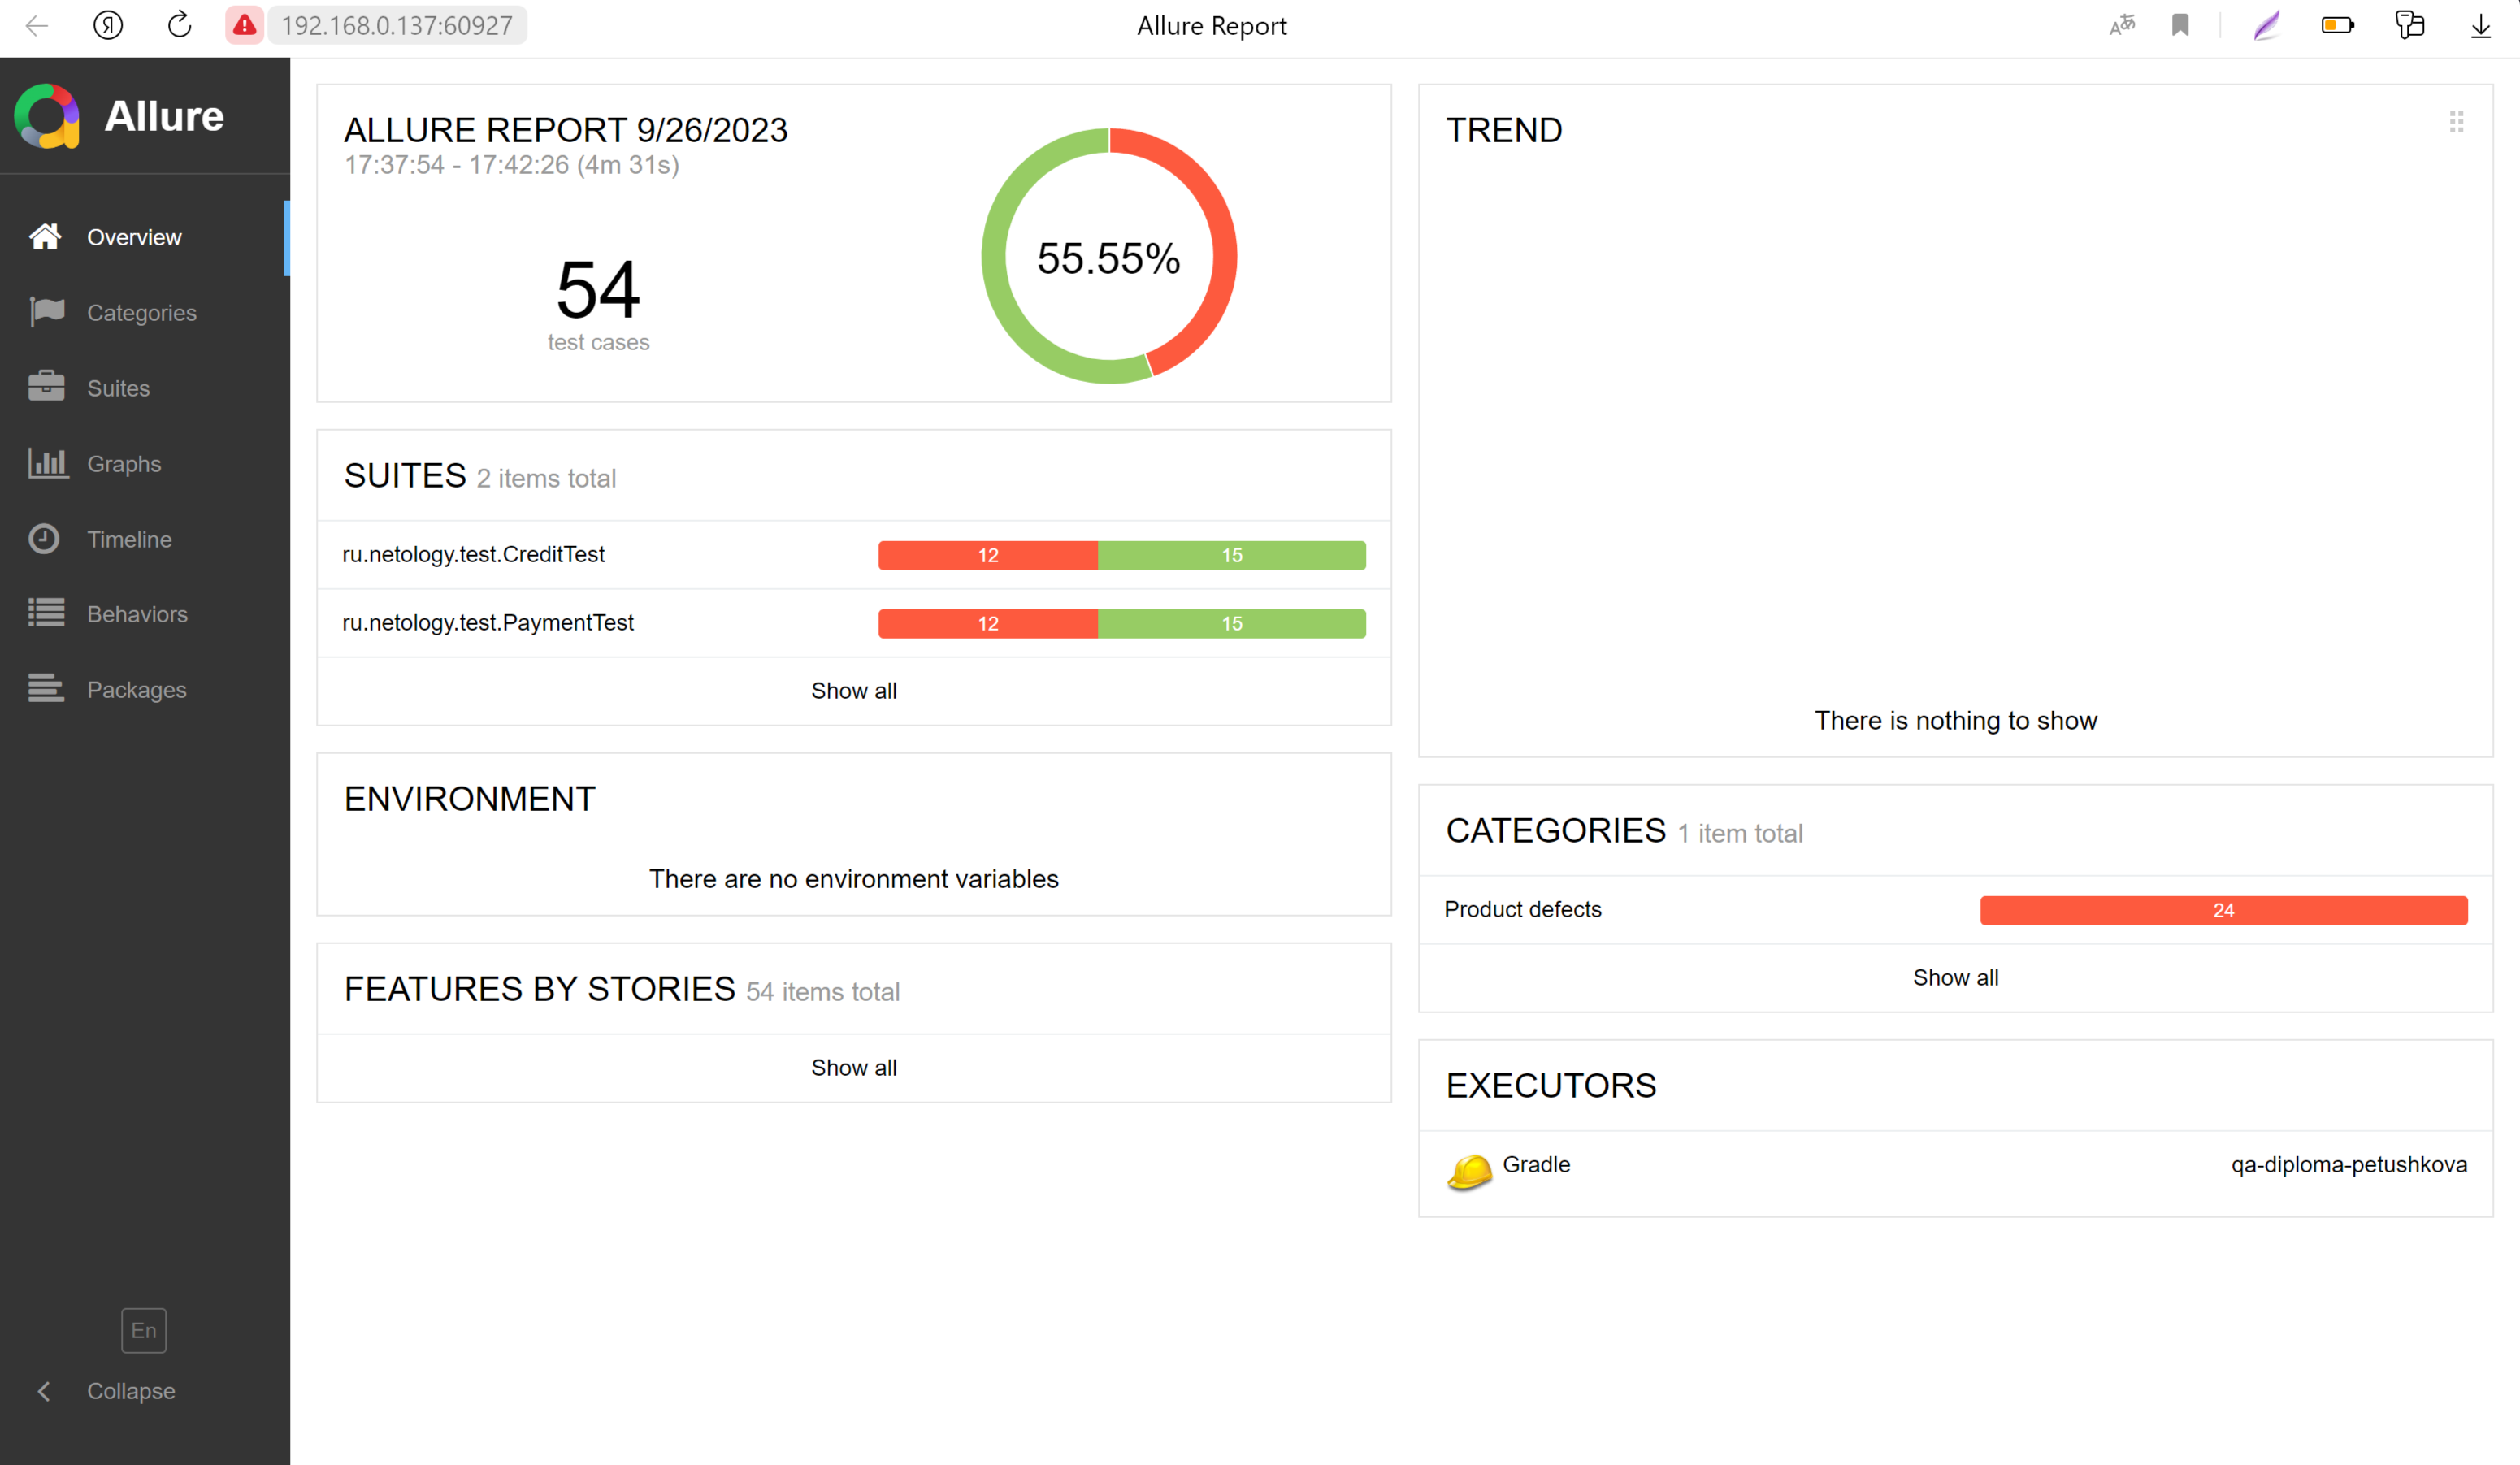 192.168.0.137:60927
Allure Report
Allure
Overview
Categories
Suites
Graphs
Timeline
Behaviors
Packages
En
Collapse
ALLURE REPORT 9/26/2023
17:37:54 - 17:42:26 (4m 31s)
54
test cases
55.55%
SUITES 2 items total
ru.netology.test.CreditTest 12 15
ru.netology.test.PaymentTest 12 15
Show all
ENVIRONMENT
There are no environment variables
FEATURES BY STORIES 54 items total
Show all
TREND
There is nothing to show
CATEGORIES 1 item total
Product defects 24
Show all
EXECUTORS
Gradle qa-diploma-petushkova